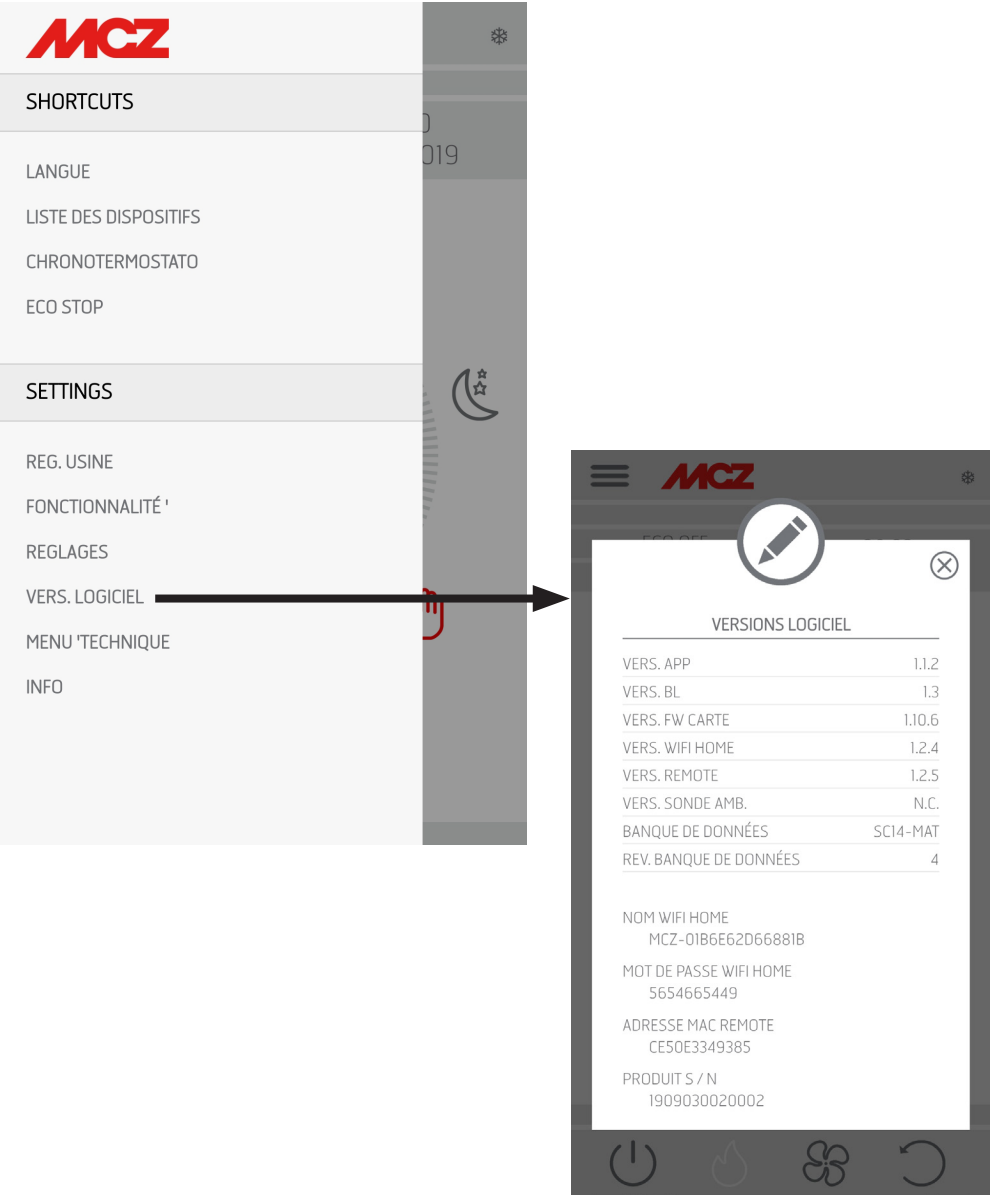 MCZ
SHORTCUTS
019
LANGUE
LISTE DES DISPOSITIFS
CHRONOTERMOSTATO
ECO STOP
SETTINGS
REG. USINE
FONCTIONNALITÉ '
REGLAGES
VERS. LOGICIEL
MENU 'TECHNIQUE
INFO
MCZ
VERSIONS LOGICIEL
VERS. APP 1.1.2
VERS. BL 1.3
VERS. FW CARTE 1.10.6
VERS. WIFI HOME 1.2.4
VERS. REMOTE 1.2.5
VERS. SONDE AMB. N.C.
BANQUE DE DONNÉES SC14-MAT
REV. BANQUE DE DONNÉES 4
NOM WIFI HOME
MCZ-01B6E62D66881B
MOT DE PASSE WIFI HOME
5654665449
ADRESSE MAC REMOTE
CE50E3349385
PRODUIT S / N
1909030020002